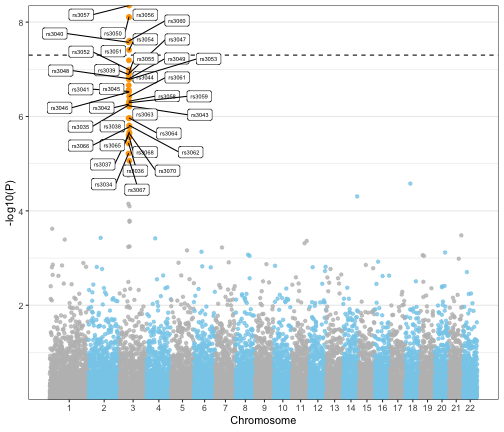 rs3057
rs3056
rs3060
rs3040
rs3050
rs3054
rs3047
rs3052
rs3051
rs3055
rs3049
rs3053
rs3048
rs3039
rs3044
rs3061
rs3041
rs3045
rs3058
rs3059
rs3046
rs3042
rs3063
rs3043
rs3035
rs3038
rs3064
rs3066
rs3065
rs3068
rs3062
rs3037
rs3036
rs3070
rs3034
rs3067
8
6
4
2
-log10(P)
1 2 3 4 5 6 7 8 9 10 11 12 13 14 15 16 17 18 19 20 21 22
Chromosome